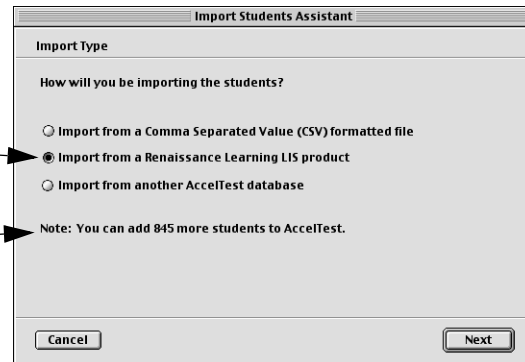 Import Students Assistant
Import Type
How will you be importing the students?
Import from a Comma Separated Value (CSV) formatted file
Import from a Renaissance Learning LIS product
Import from another AccelTest database
Note: You can add 845 more students to AccelTest.
Cancel Next